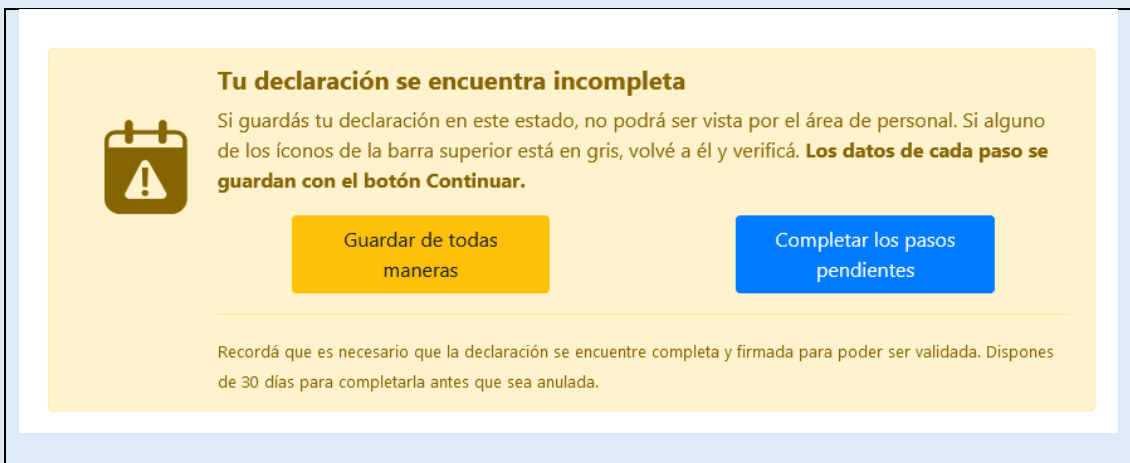 Tu declaración se encuentra incompleta
Si guardás tu declaración en este estado, no podrá ser vista por el área de personal. Si alguno
de los íconos de la barra superior está en gris, volvé a él y verificá. Los datos de cada paso se
guardan con el botón Continuar.
Guardar de todas
maneras
Completar los pasos
pendientes
Recordá que es necesario que la declaración se encuentre completa y firmada para poder ser validada. Dispones
de 30 días para completarla antes que sea anulada.